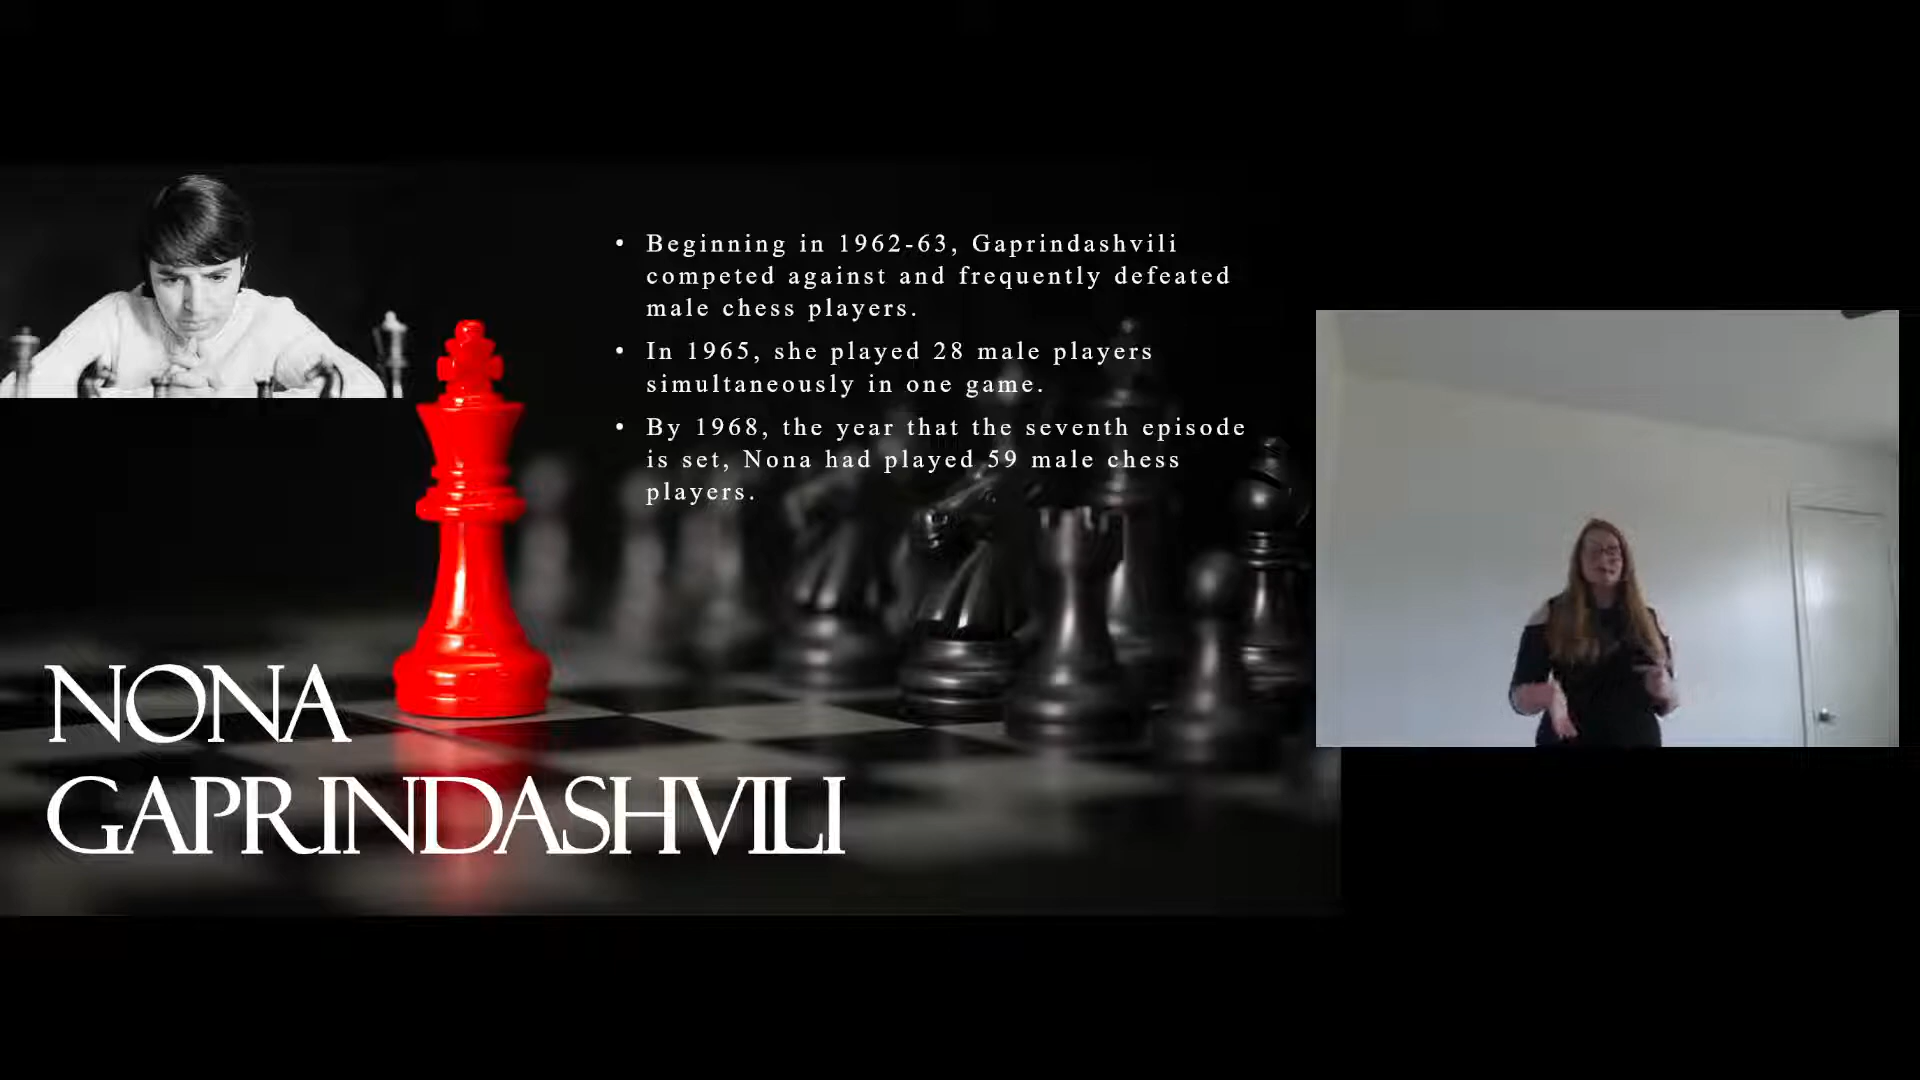 • Beginning in 1962-63, Gaprindashvili
competed against and frequently defeated
male chess players.
• In 1965, she played 28 male players
simultaneously in one game.
• By 1968, the year that the seventh episode
is set, Nona had played 59 male chess
players.
NONA
GAPRINDASHVILI